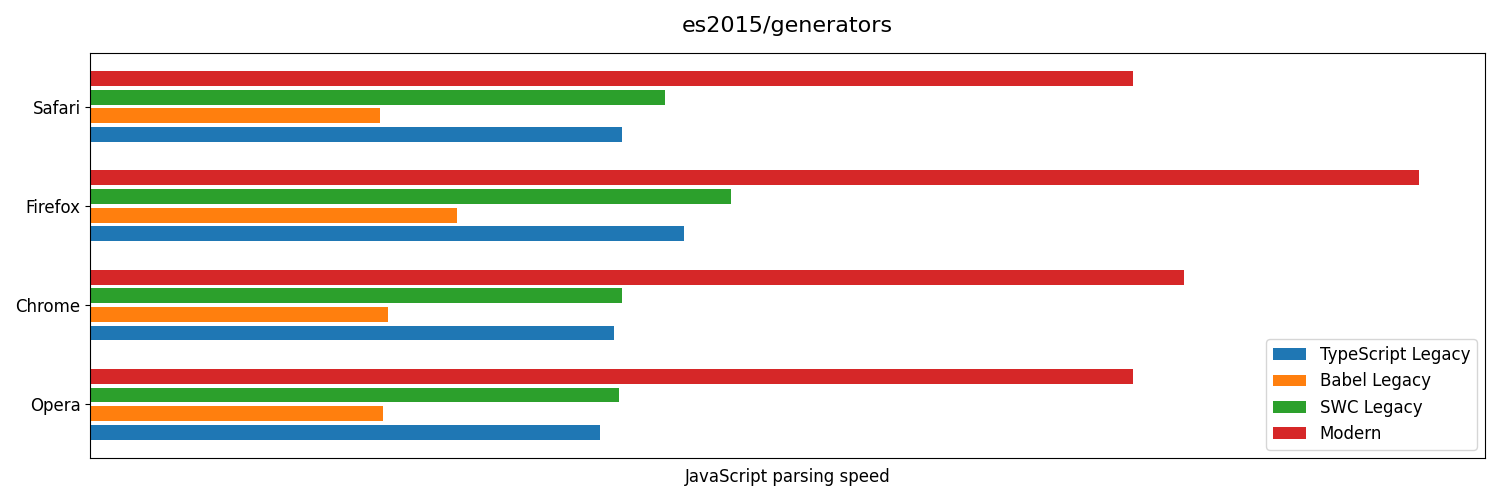 es2015/generators
Safari
Firefox
Chrome
Opera
TypeScript Legacy
Babel Legacy
SWC Legacy
Modern
JavaScript parsing speed